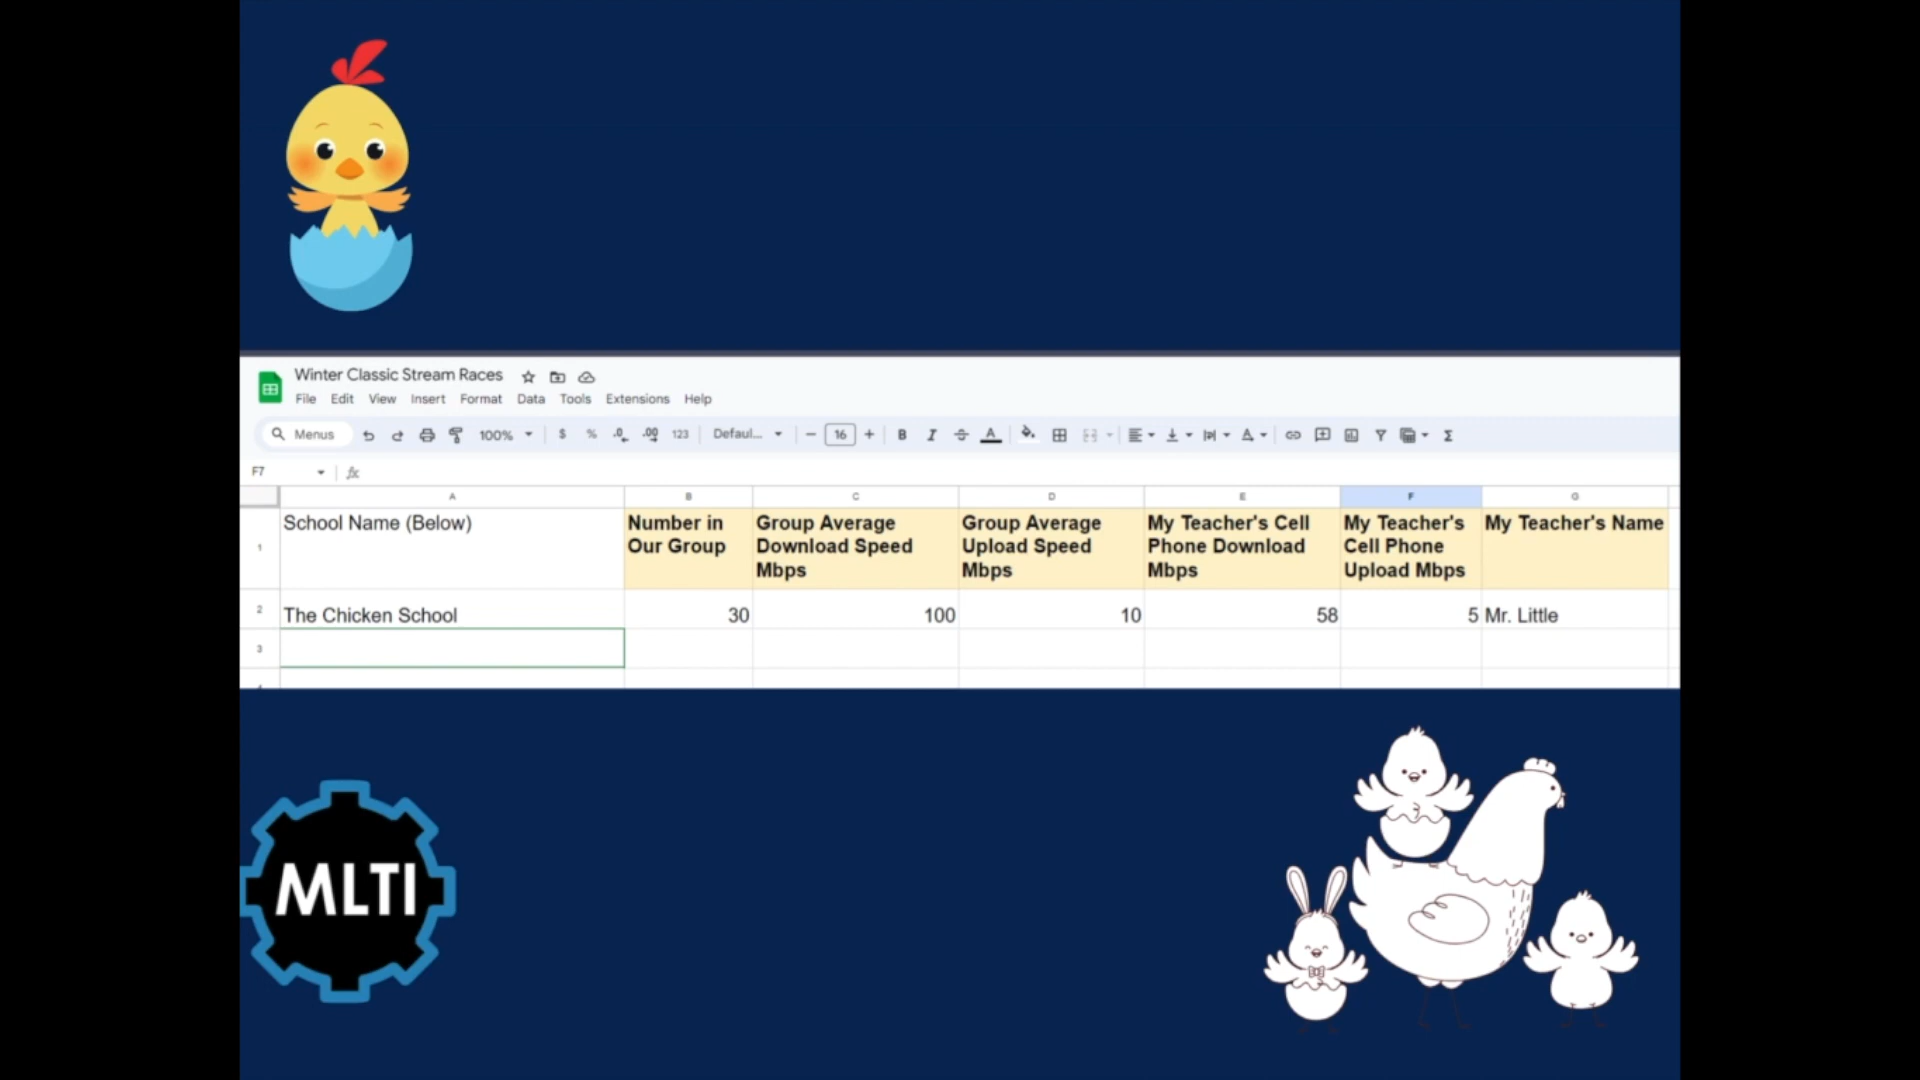 Winter Classic Stream Races
File Edit View Insert Format Data Tools Extensions Help
Menus 100% $ % .0 .00 123 Defaul... 16 B I A Σ
F7 fx
A B C D E F G
1 School Name (Below) Number in Our Group Group Average Download Speed Mbps Group Average Upload Speed Mbps My Teacher's Cell Phone Download Mbps My Teacher's Cell Phone Upload Mbps My Teacher's Name
2 The Chicken School 30 100 10 58 5 Mr. Little
3
MLTI